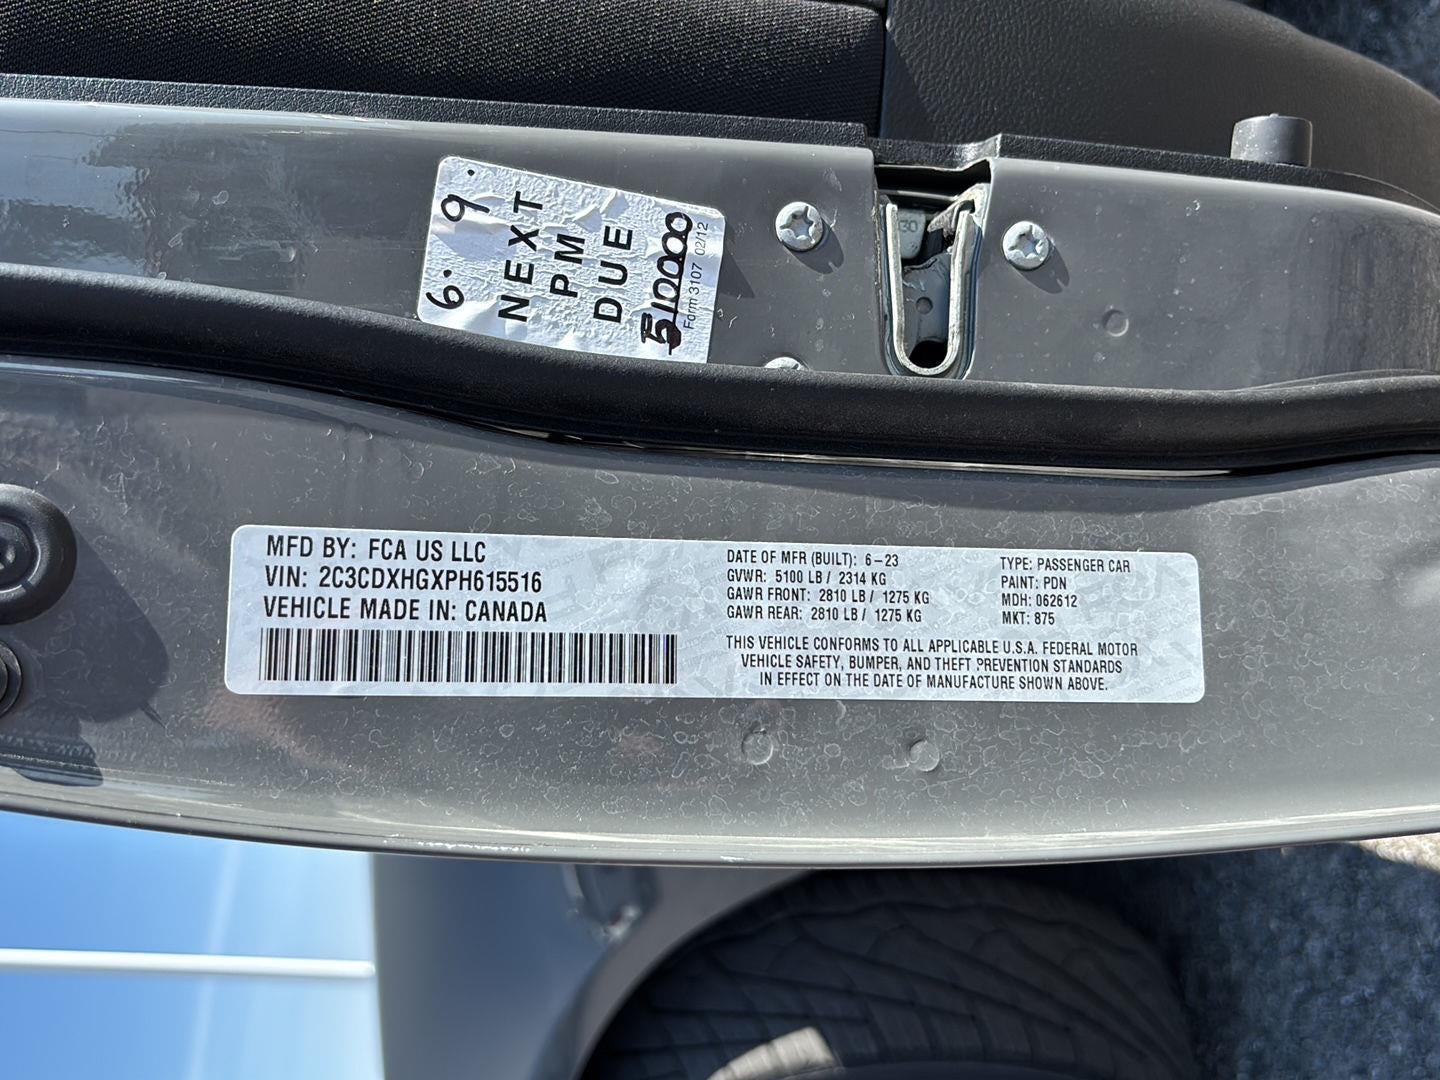 6. 9.
NEXT
PM
DUE
510000
Form 3107 02/12
30
MFD BY: FCA US LLC
VIN: 2C3CDXHGXPH615516
VEHICLE MADE IN: CANADA
DATE OF MFR (BUILT): 6-23
GVWR: 5100 LB / 2314 KG
GAWR FRONT: 2810 LB / 1275 KG
GAWR REAR: 2810 LB / 1275 KG
TYPE: PASSENGER CAR
PAINT: PDN
MDH: 062612
MKT: 875
THIS VEHICLE CONFORMS TO ALL APPLICABLE U.S.A. FEDERAL MOTOR
VEHICLE SAFETY, BUMPER, AND THEFT PREVENTION STANDARDS
IN EFFECT ON THE DATE OF MANUFACTURE SHOWN ABOVE.